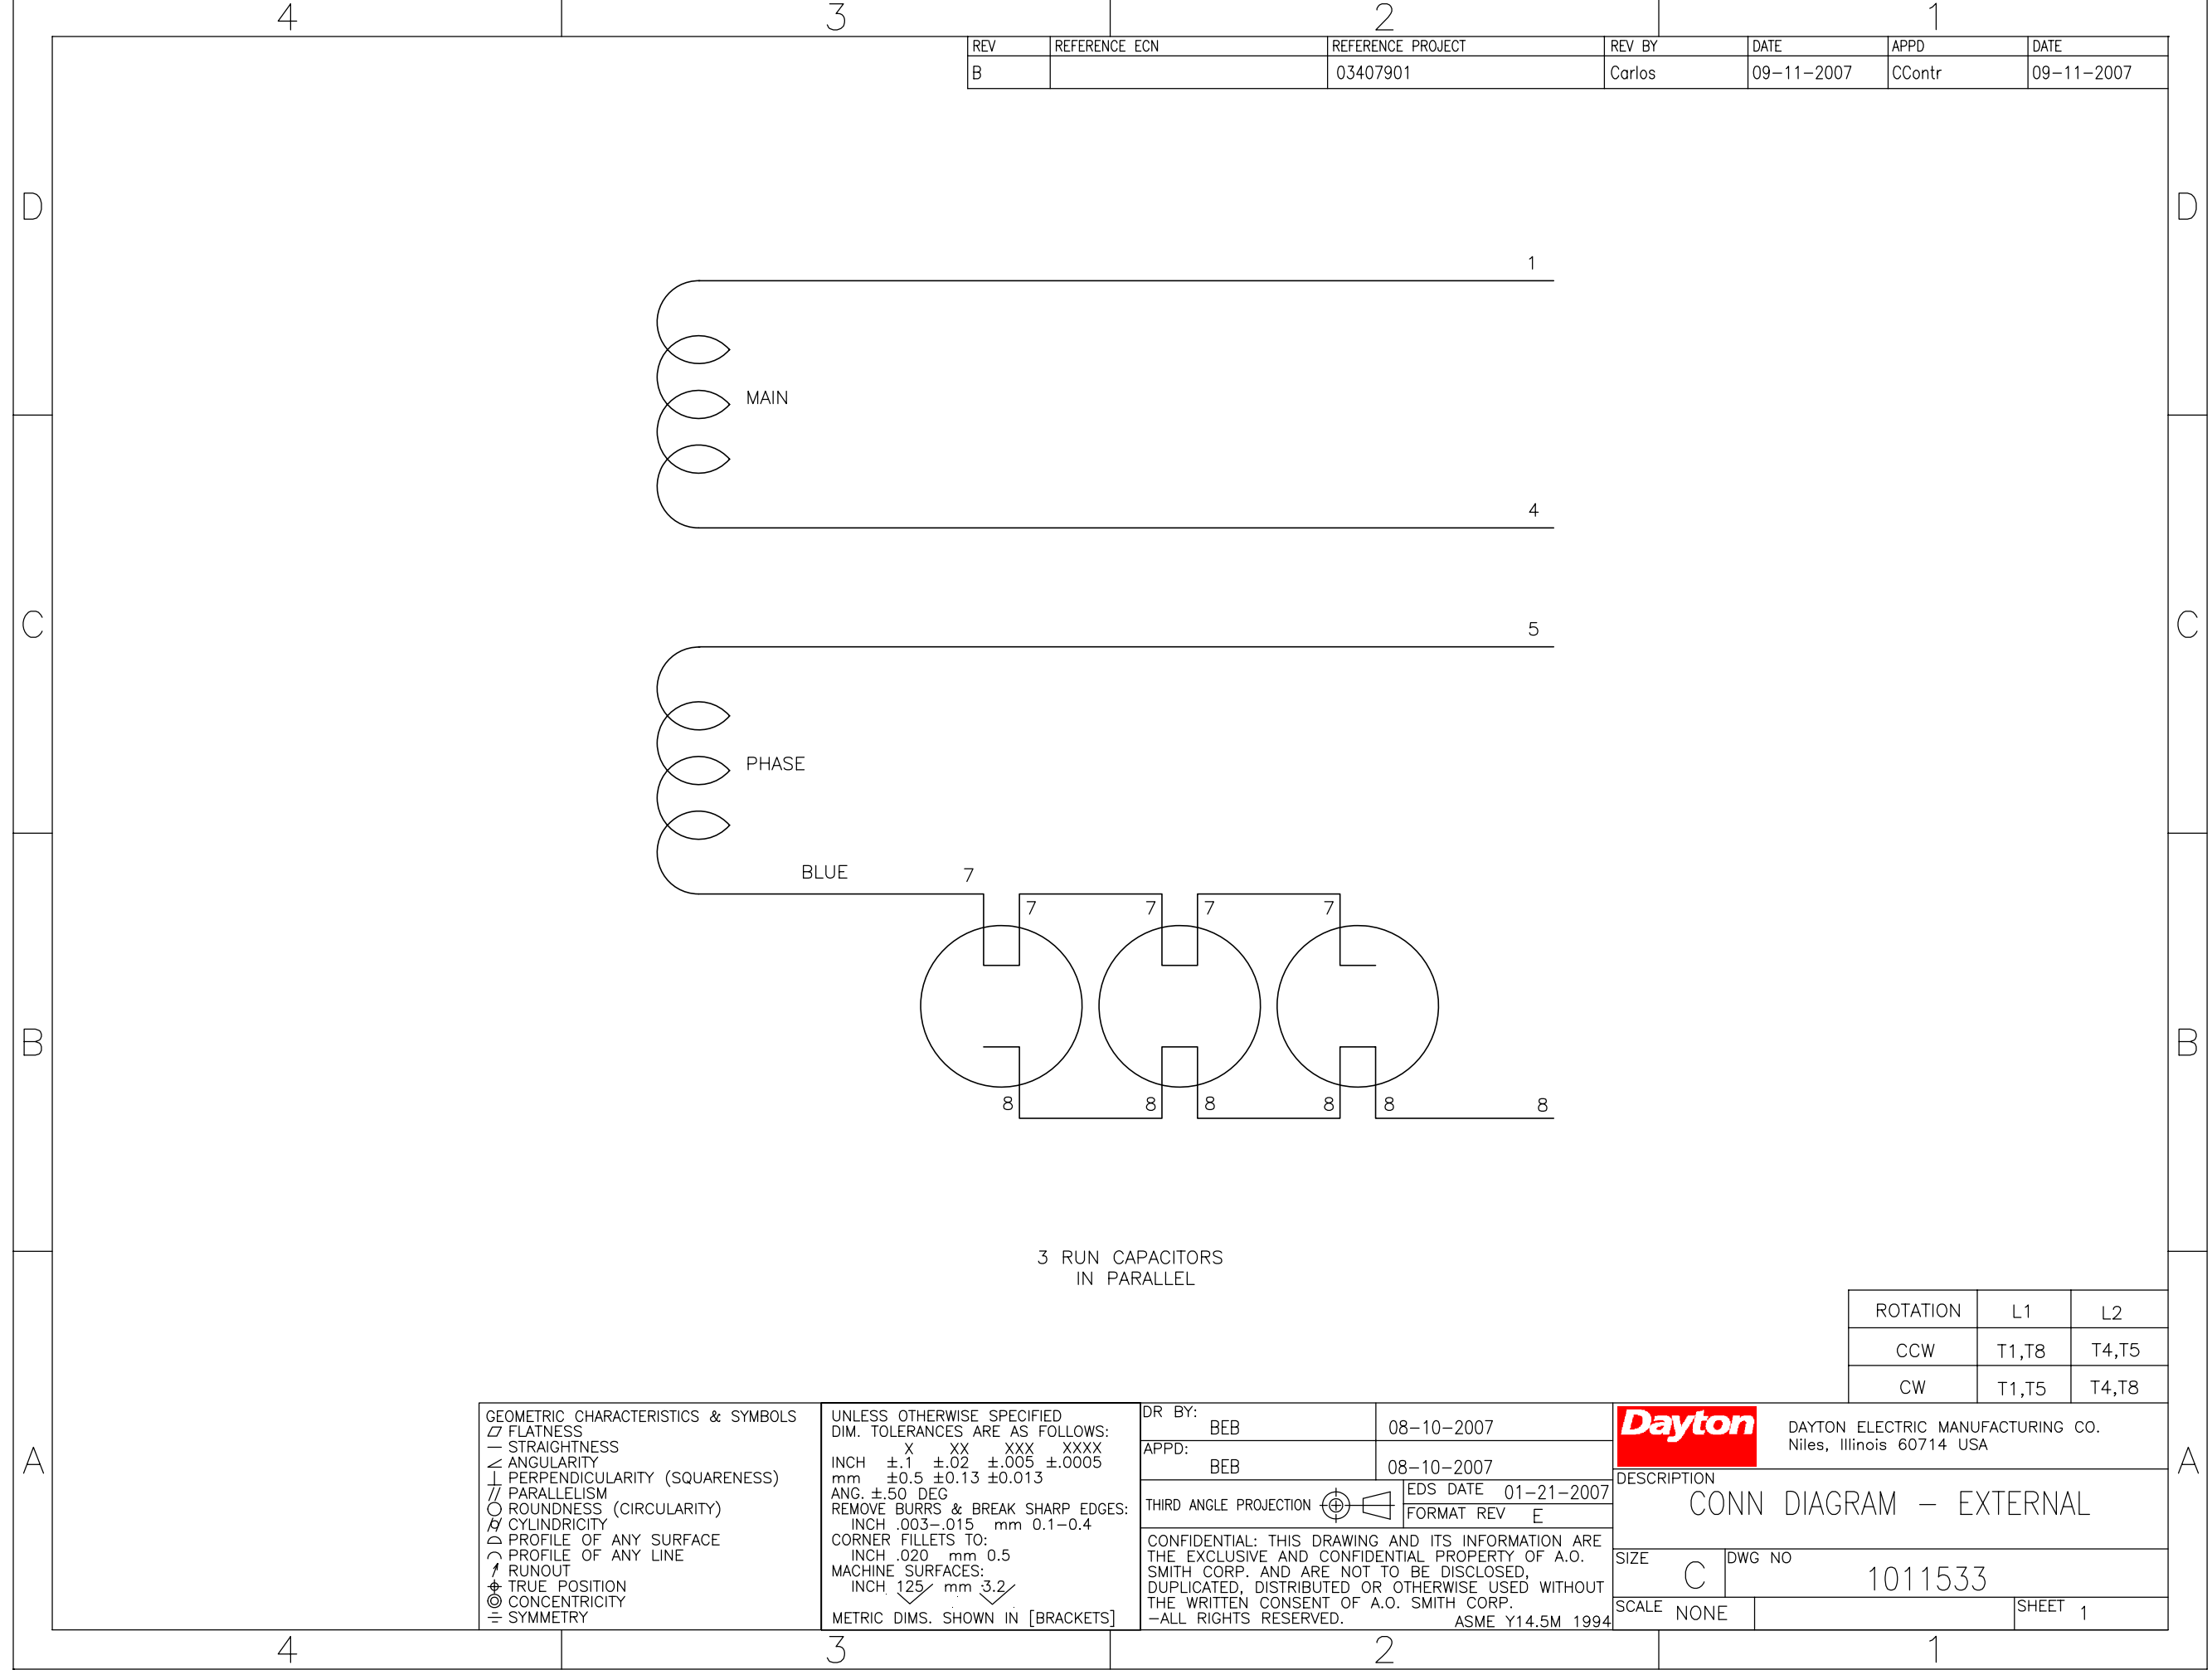 4 3 2 1
REV REFERENCE ECN REFERENCE PROJECT REV BY DATE APPD DATE
B 03407901 Carlos 09-11-2007 CContr 09-11-2007
D D
1
MAIN
4
C C
5
PHASE
BLUE 7
7 7 7 7
B B
8 8 8 8 8 8
3 RUN CAPACITORS
IN PARALLEL
ROTATION L1 L2
CCW T1,T8 T4,T5
CW T1,T5 T4,T8
A A
GEOMETRIC CHARACTERISTICS & SYMBOLS
FLATNESS
STRAIGHTNESS
ANGULARITY
PERPENDICULARITY (SQUARENESS)
PARALLELISM
ROUNDNESS (CIRCULARITY)
CYLINDRICITY
PROFILE OF ANY SURFACE
PROFILE OF ANY LINE
RUNOUT
TRUE POSITION
CONCENTRICITY
SYMMETRY
UNLESS OTHERWISE SPECIFIED
DIM. TOLERANCES ARE AS FOLLOWS:
X XX XXX XXXX
INCH ±.1 ±.02 ±.005 ±.0005
mm ±0.5 ±0.13 ±0.013
ANG. ±.50 DEG
REMOVE BURRS & BREAK SHARP EDGES:
INCH .003-.015 mm 0.1-0.4
CORNER FILLETS TO:
INCH .020 mm 0.5
MACHINE SURFACES:
INCH 125 mm 3.2
METRIC DIMS. SHOWN IN [BRACKETS]
DR BY:
BEB 08-10-2007
APPD:
BEB 08-10-2007
THIRD ANGLE PROJECTION
EDS DATE 01-21-2007
FORMAT REV E
CONFIDENTIAL: THIS DRAWING AND ITS INFORMATION ARE
THE EXCLUSIVE AND CONFIDENTIAL PROPERTY OF A.O.
SMITH CORP. AND ARE NOT TO BE DISCLOSED,
DUPLICATED, DISTRIBUTED OR OTHERWISE USED WITHOUT
THE WRITTEN CONSENT OF A.O. SMITH CORP.
-ALL RIGHTS RESERVED. ASME Y14.5M 1994
Dayton
DAYTON ELECTRIC MANUFACTURING CO.
Niles, Illinois 60714 USA
DESCRIPTION
CONN DIAGRAM - EXTERNAL
SIZE C DWG NO 1011533
SCALE NONE SHEET 1
4 3 2 1